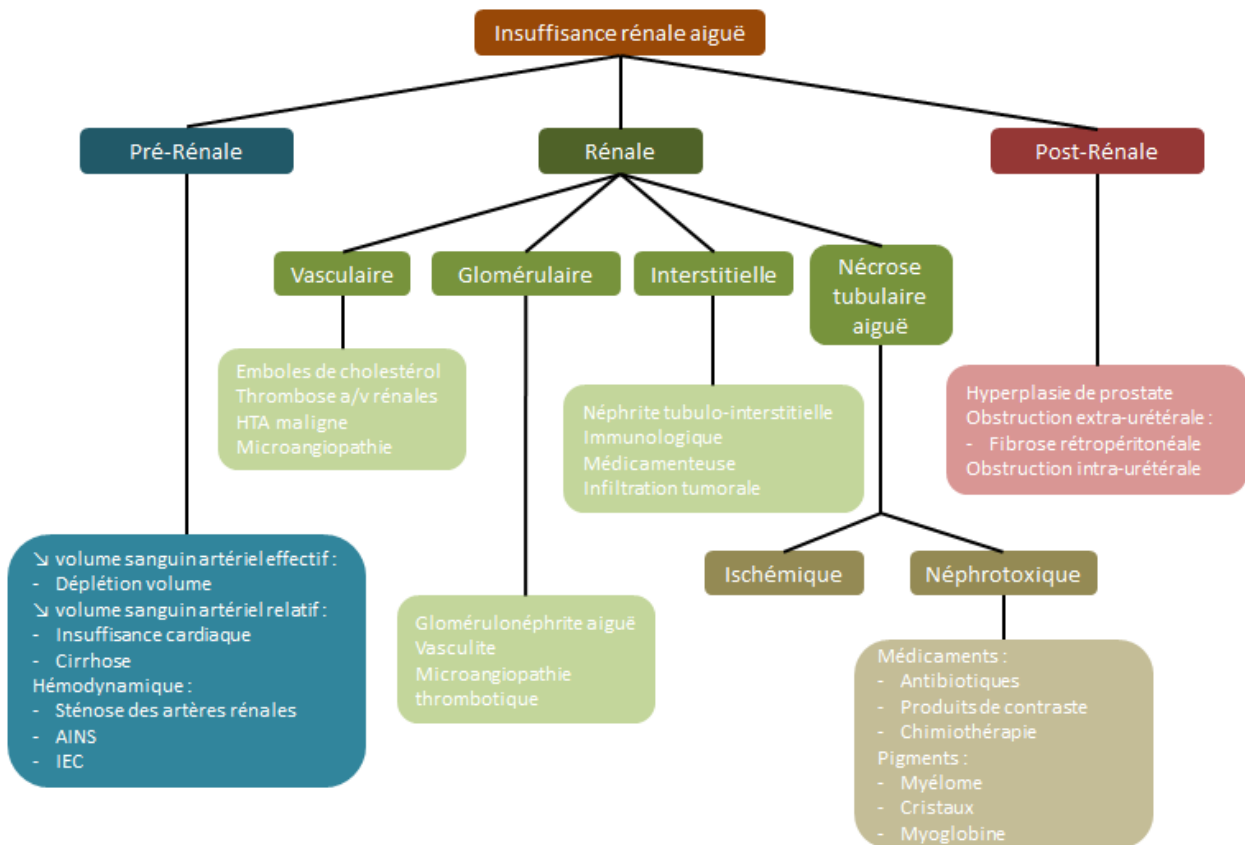 Insuffisance rénale aiguë
Pré-Rénale
Rénale
Post-Rénale
Vasculaire
Glomérulaire
Interstitielle
Nécrose
tubulaire
aiguë
Emboles de cholestérol
Thrombose a/v rénales
HTA maligne
Microangiopathie
Néphrite tubulo-interstitielle
Immunologique
Médicamenteuse
Infiltration tumorale
Hyperplasie de prostate
Obstruction extra-urétérale :
- Fibrose rétropéritonéale
Obstruction intra-urétérale
↘ volume sanguin artériel effectif :
- Déplétion volume
↘ volume sanguin artériel relatif :
- Insuffisance cardiaque
- Cirrhose
Hémodynamique :
- Sténose des artères rénales
- AINS
- IEC
Glomérulonéphrite aiguë
Vasculite
Microangiopathie
thrombotique
Ischémique
Néphrotoxique
Médicaments :
- Antibiotiques
- Produits de contraste
- Chimiothérapie
Pigments :
- Myélome
- Cristaux
- Myoglobine